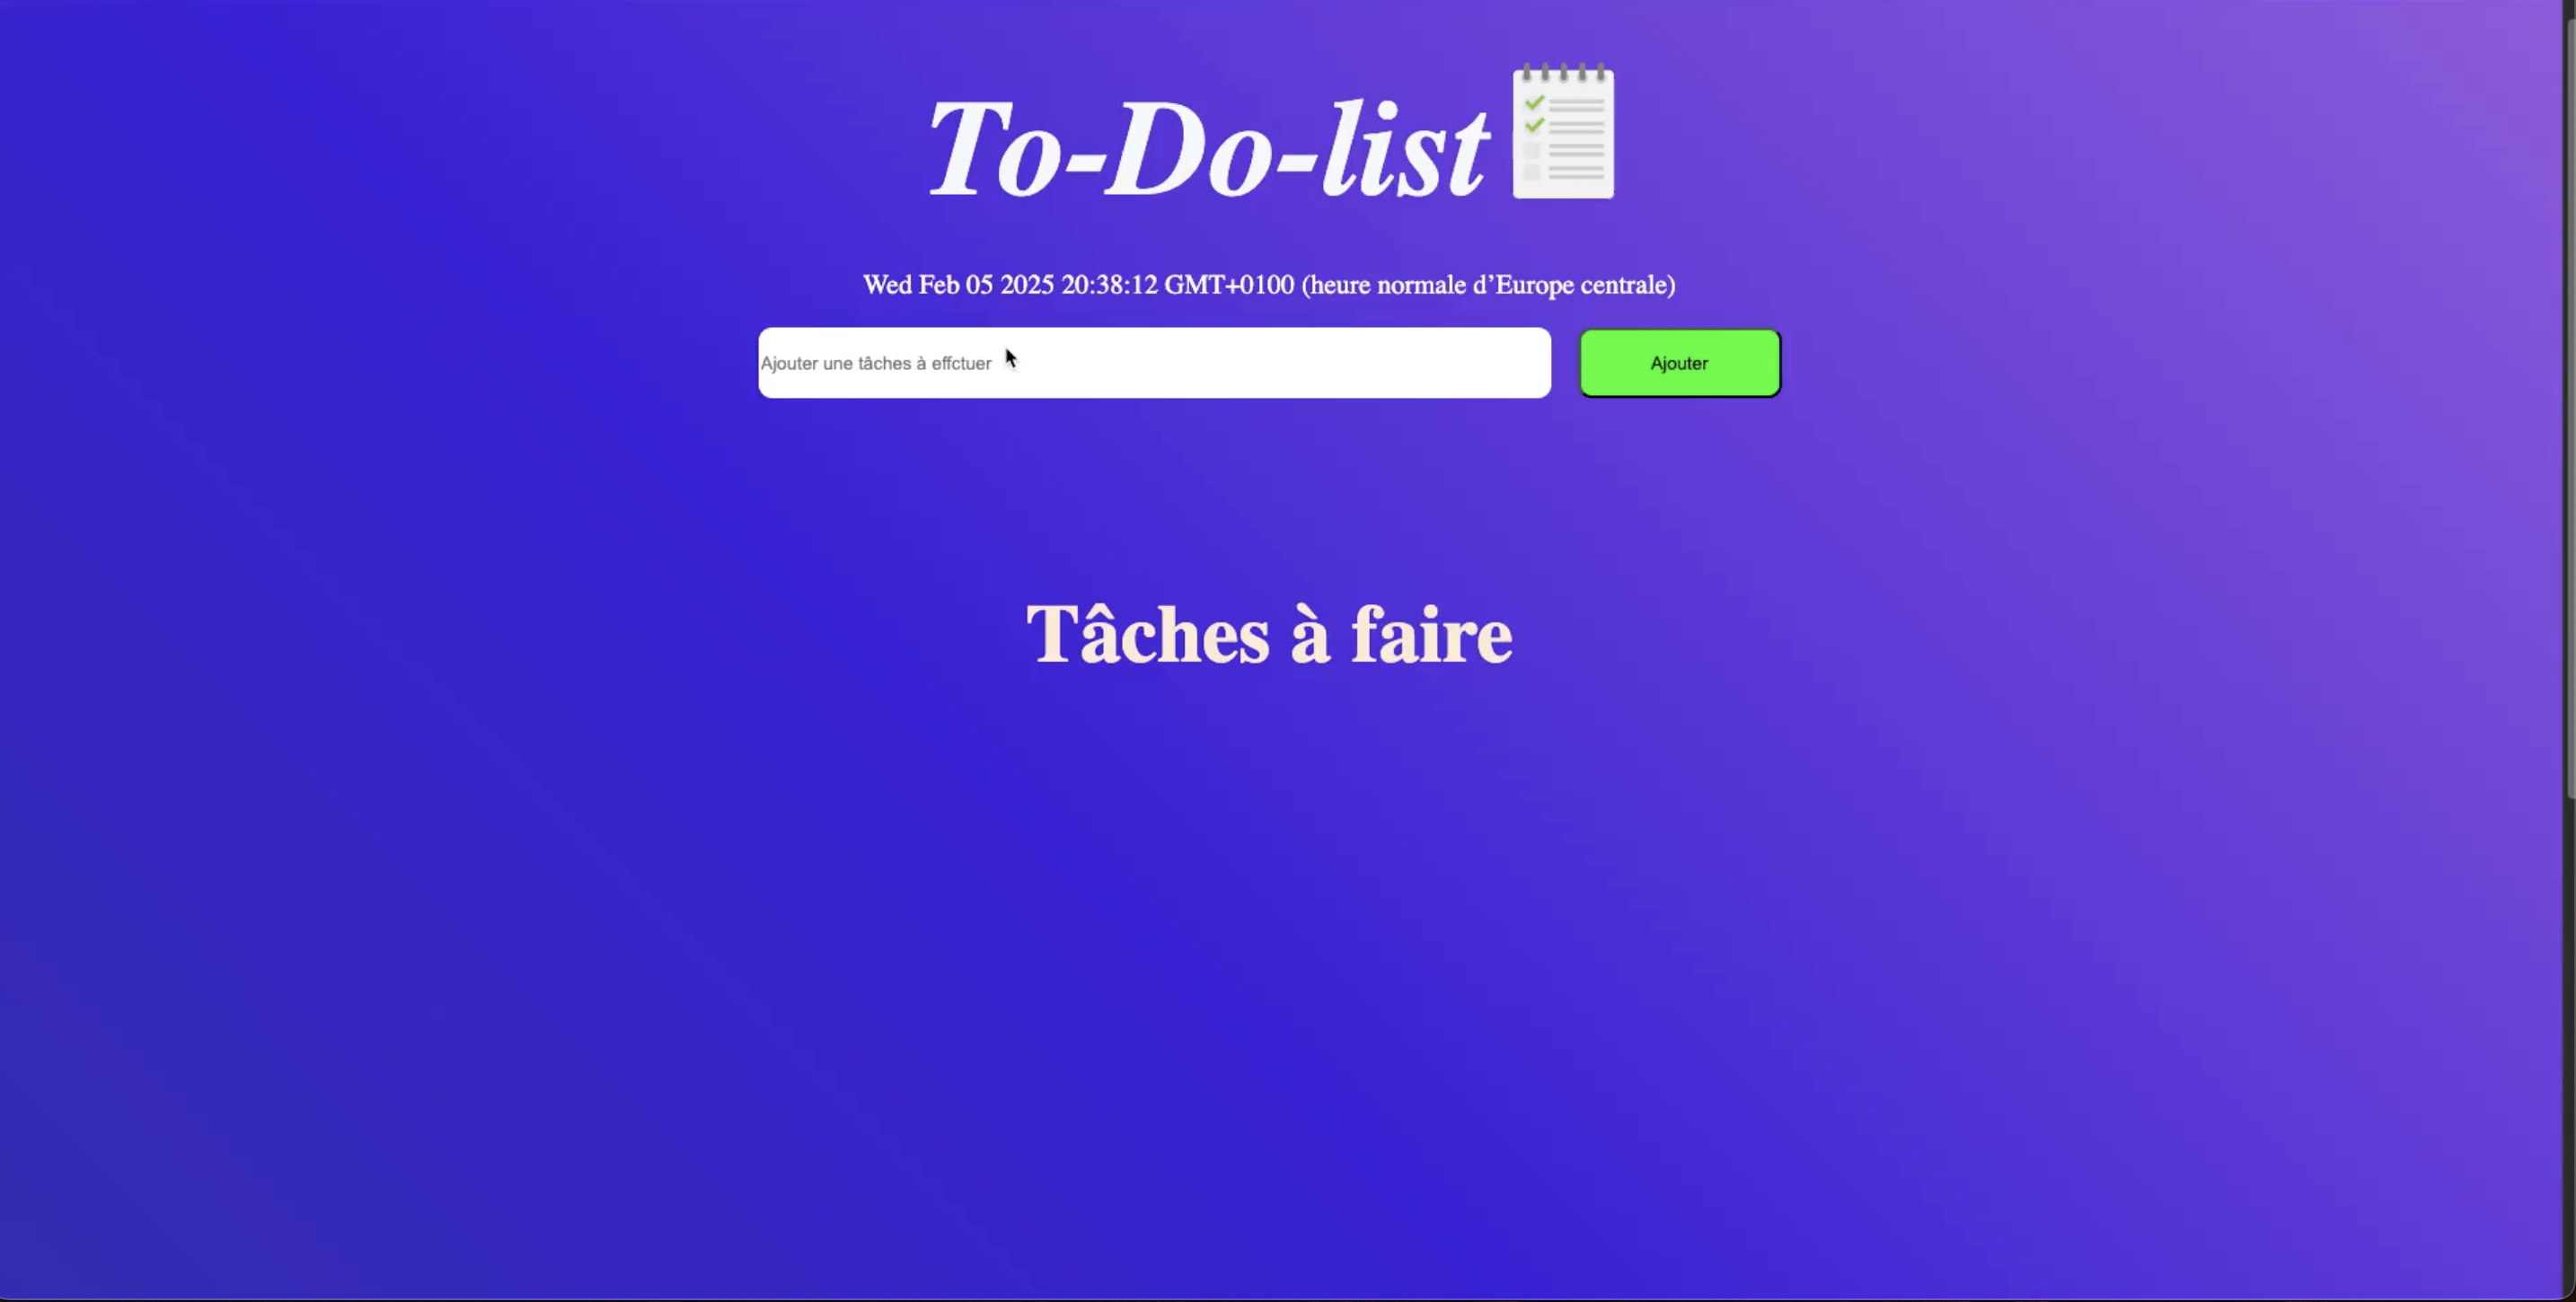 To-Do-list
Wed Feb 05 2025 20:38:12 GMT+0100 (heure normale d’Europe centrale)
Ajouter une tâches à effctuer
Ajouter
Tâches à faire